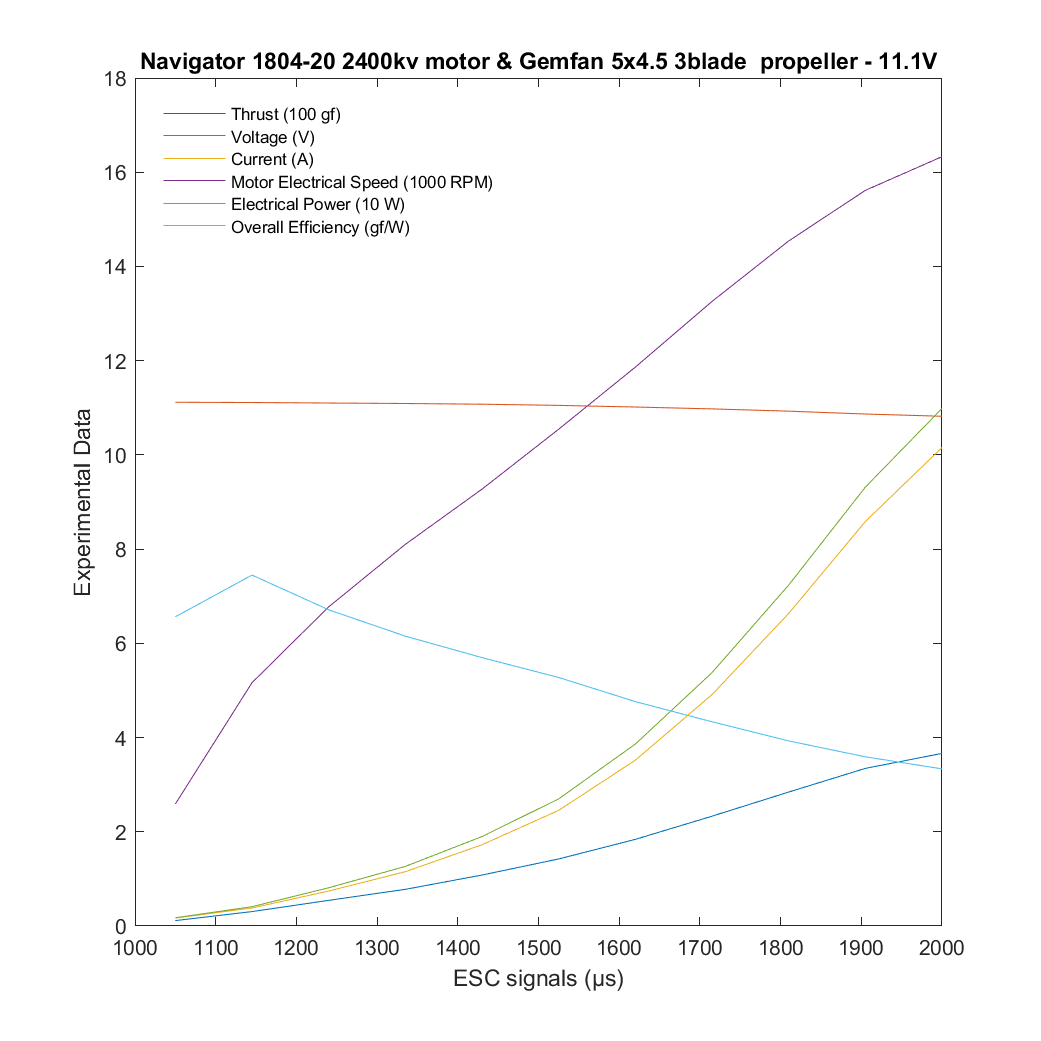 Navigator 1804-20 2400kv motor & Gemfan 5x4.5 3blade  propeller - 11.1V
18
16
14
12
10
8
6
4
2
0
Thrust (100 gf)
Voltage (V)
Current (A)
Motor Electrical Speed (1000 RPM)
Electrical Power (10 W)
Overall Efficiency (gf/W)
Experimental Data
1000 1100 1200 1300 1400 1500 1600 1700 1800 1900 2000
ESC signals (µs)